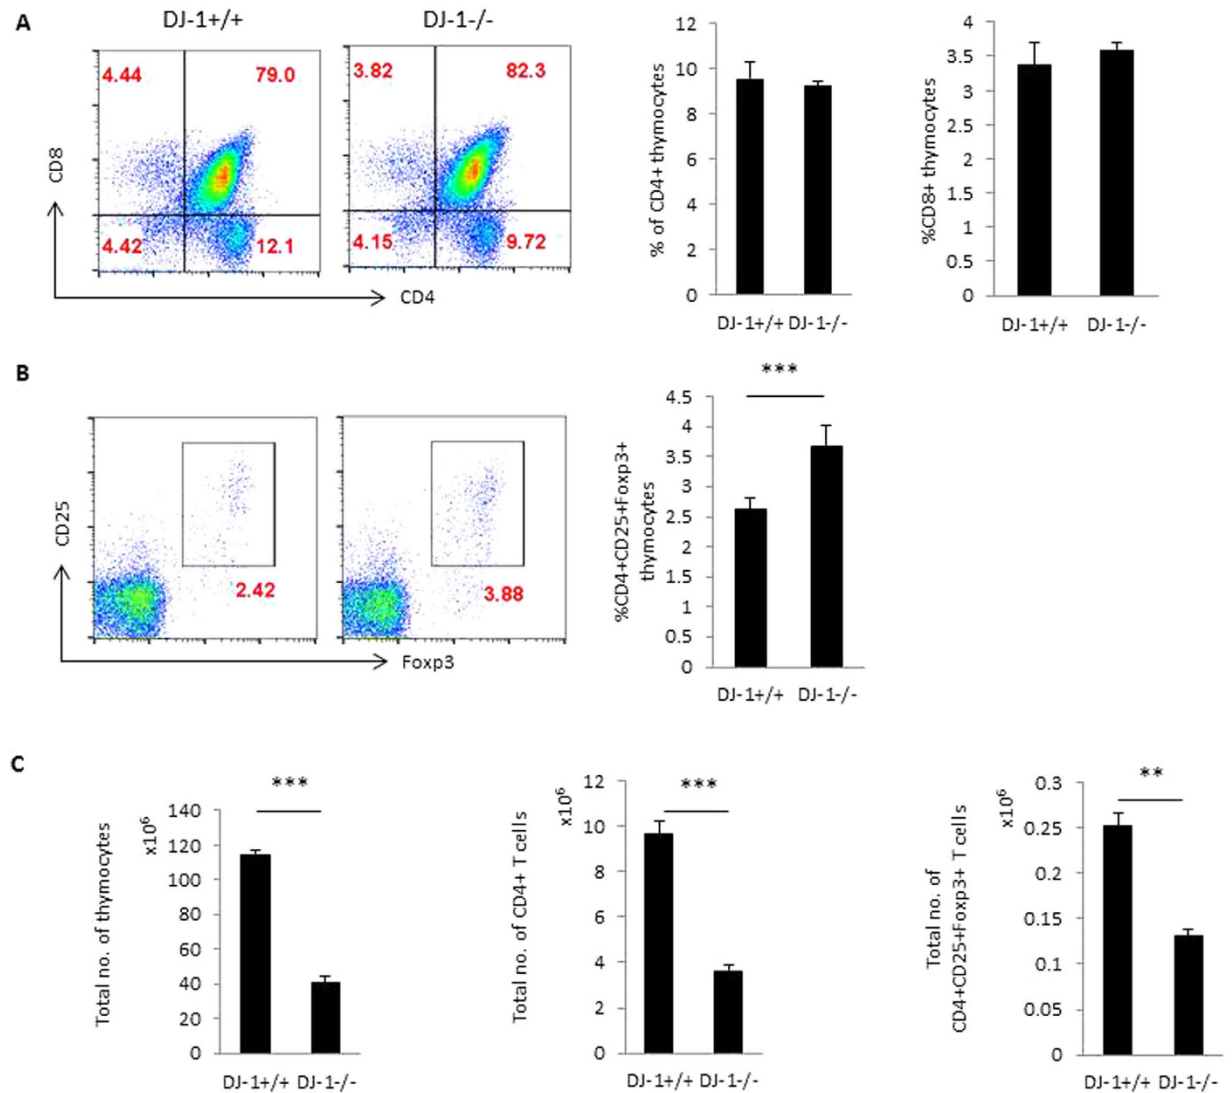 A
DJ-1+/+
DJ-1-/-
4.44
79.0
4.42
12.1
3.82
82.3
4.15
9.72
CD8
CD4
% of CD4+ thymocytes
12
10
8
6
4
2
0
DJ-1+/+ DJ-1-/-
%CD8+ thymocytes
4
3.5
3
2.5
2
1.5
1
0.5
0
DJ-1+/+ DJ-1-/-
B
CD25
2.42
3.88
Foxp3
***
%CD4+CD25+Foxp3+
thymocytes
4.5
4
3.5
3
2.5
2
1.5
1
0.5
0
DJ-1+/+ DJ-1-/-
C
***
Total no. of thymocytes
x10⁶
140
120
100
80
60
40
20
0
DJ-1+/+ DJ-1-/-
***
Total no. of CD4+ T cells
x10⁶
12
10
8
6
4
2
0
DJ-1+/+ DJ-1-/-
**
Total no. of
CD4+CD25+Foxp3+ T cells
x10⁶
0.3
0.25
0.2
0.15
0.1
0.05
0
DJ-1+/+ DJ-1-/-